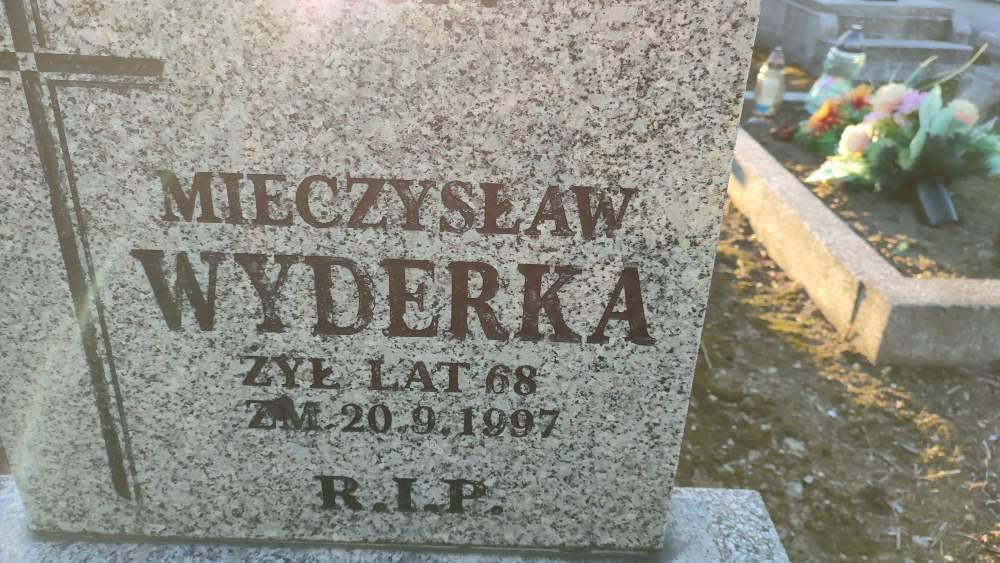 MIECZYSŁAW
WYDERKA
ŻYŁ LAT 68
ZM. 20.9.1997
R.I.P.